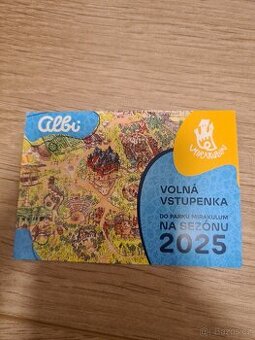 albi
MIRAKULUM
VOLNÁ
VSTUPENKA
DO PARKU MIRAKULUM
NA SEZÓNU
2025